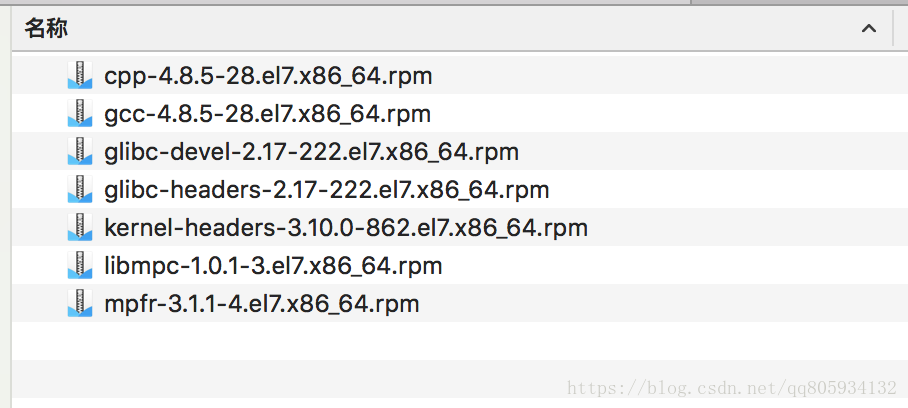 名称
cpp-4.8.5-28.el7.x86_64.rpm
gcc-4.8.5-28.el7.x86_64.rpm
glibc-devel-2.17-222.el7.x86_64.rpm
glibc-headers-2.17-222.el7.x86_64.rpm
kernel-headers-3.10.0-862.el7.x86_64.rpm
libmpc-1.0.1-3.el7.x86_64.rpm
mpfr-3.1.1-4.el7.x86_64.rpm
https://blog.csdn.net/qq805934132